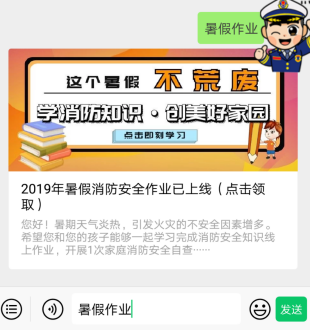 暑假作业
这个暑假 不荒废
学消防知识·创美好家园
点击即刻学习
2019年暑假消防安全作业已上线（点击领
取）
您好！暑期天气炎热，引发火灾的不安全因素增多。
希望您和您的孩子能够一起学习完成消防安全知识线
上作业，开展1次家庭消防安全自查……
暑假作业
发送